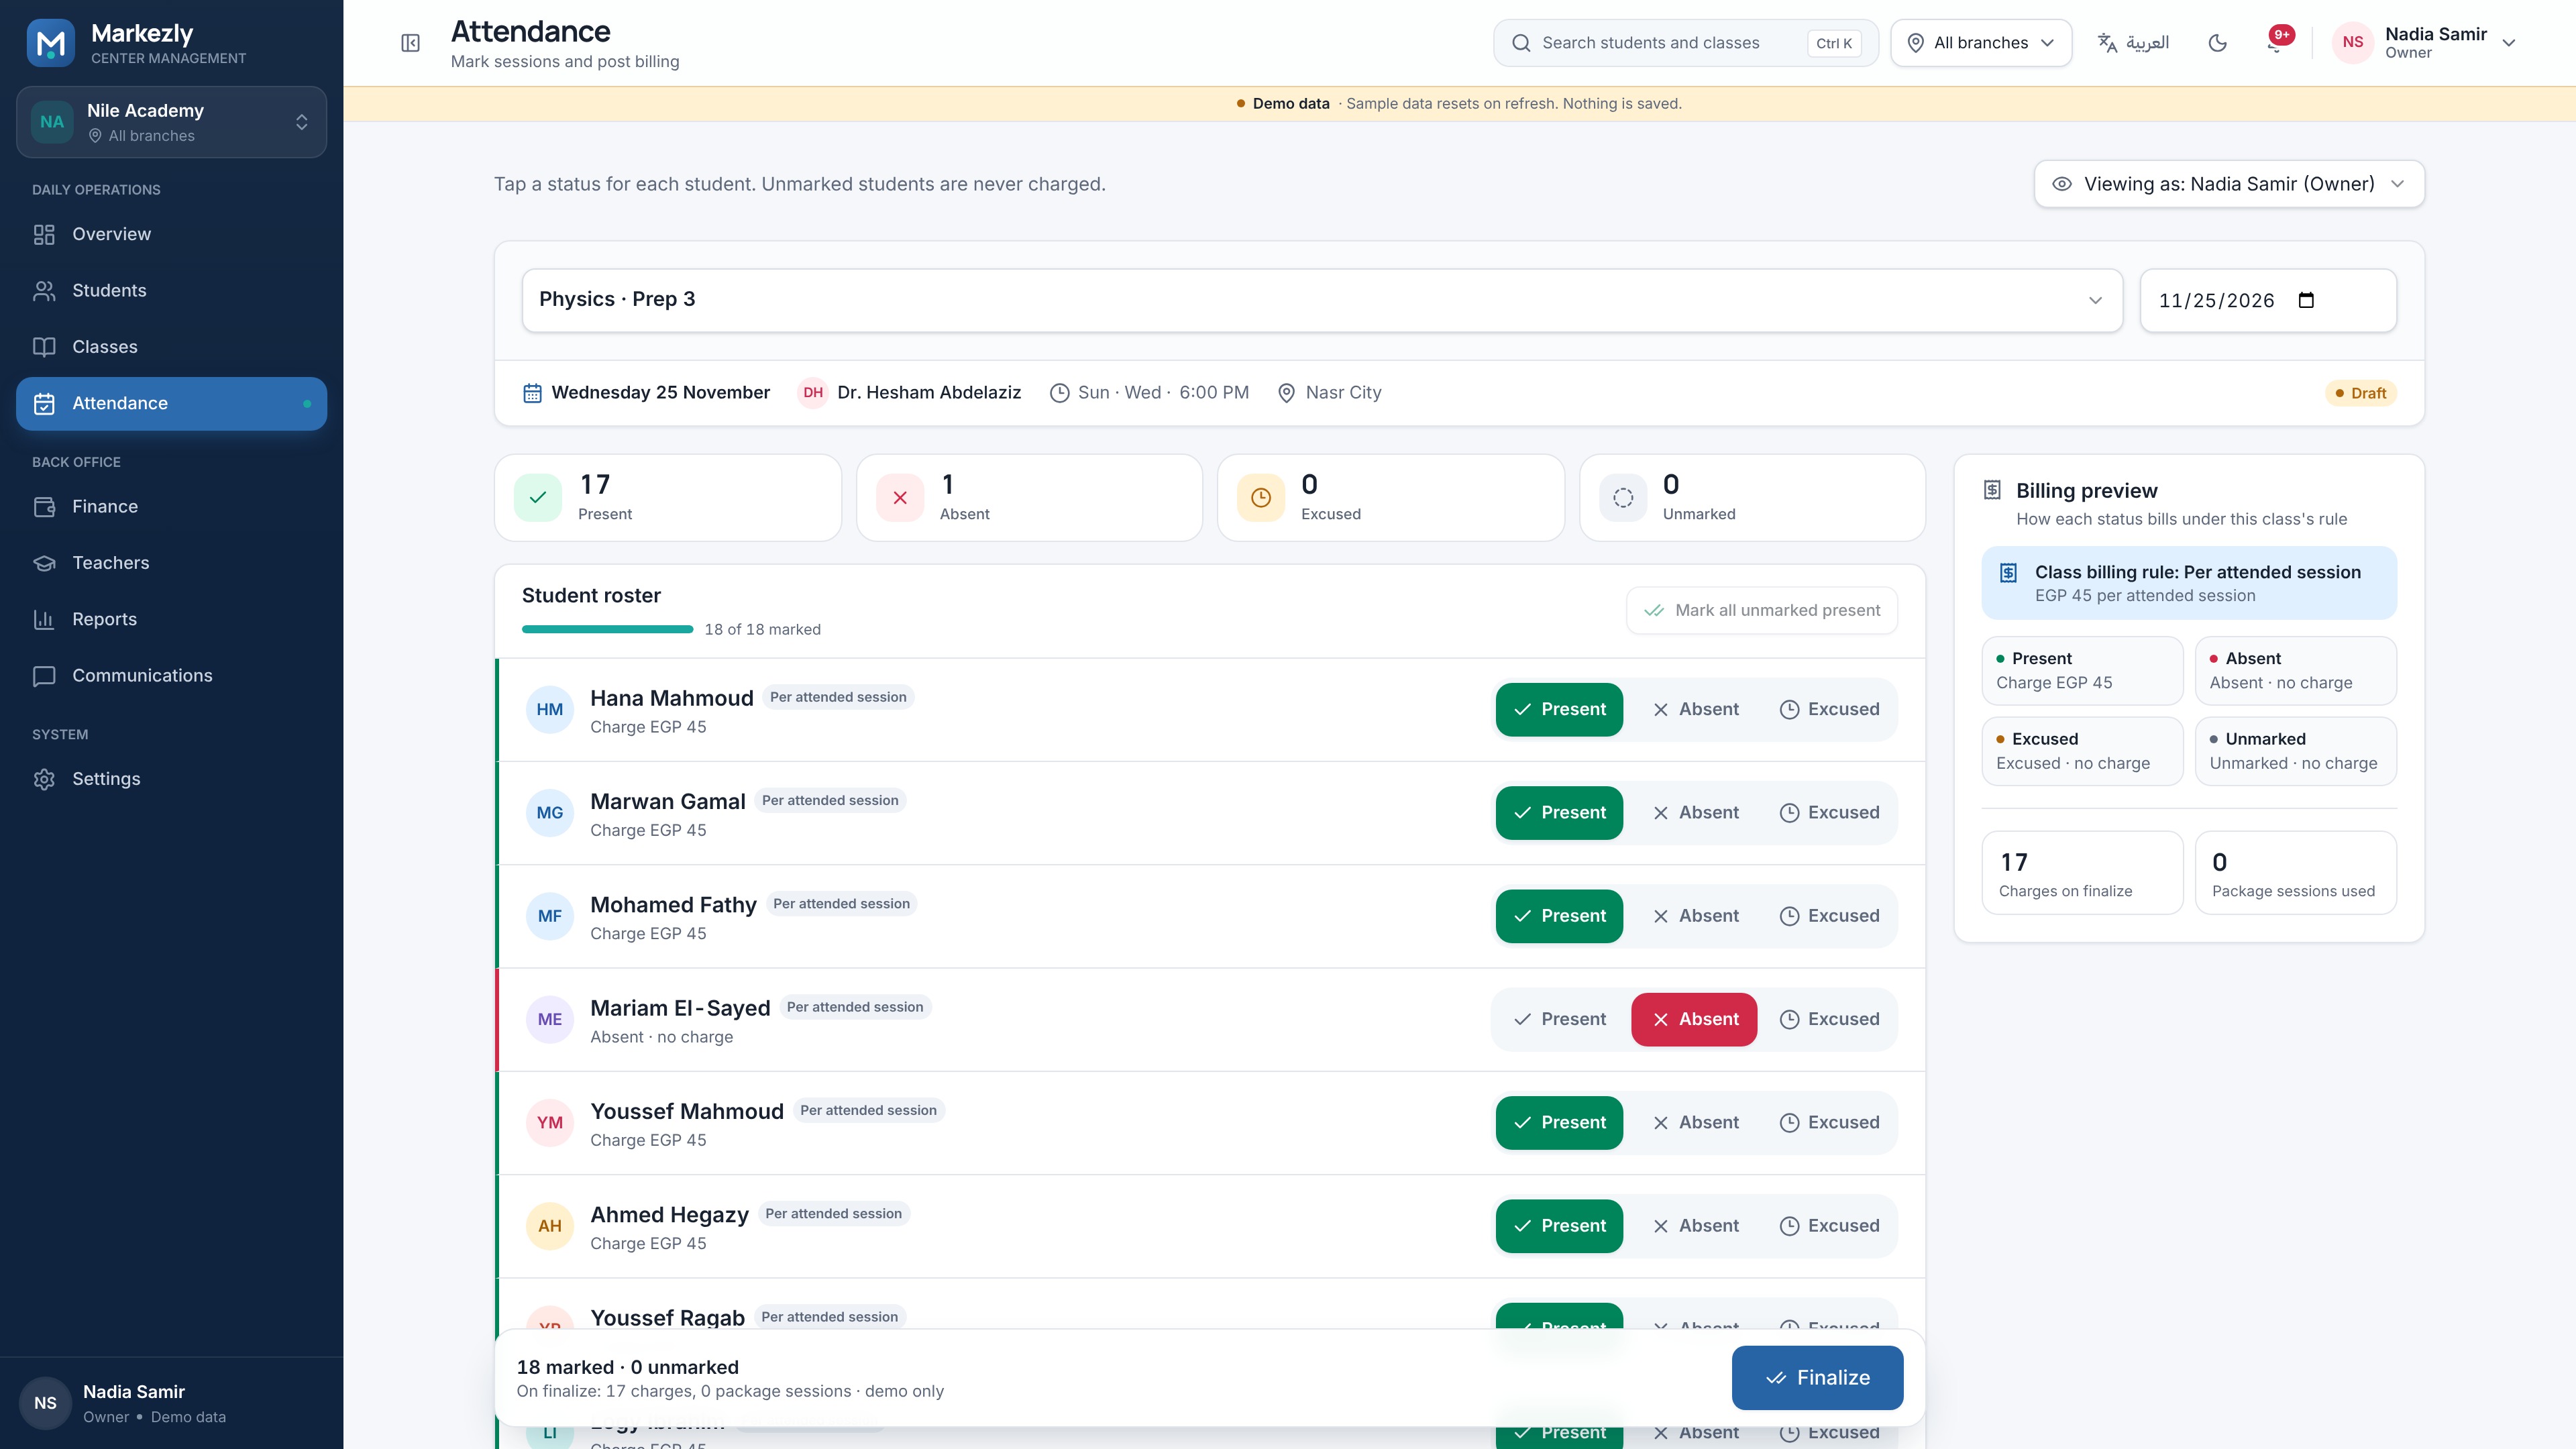 Markezly
CENTER MANAGEMENT
NA
Nile Academy
All branches
DAILY OPERATIONS
Overview
Students
Classes
Attendance
BACK OFFICE
Finance
Teachers
Reports
Communications
SYSTEM
Settings
NS
Nadia Samir
Owner • Demo data
Attendance
Mark sessions and post billing
Search students and classes
Ctrl K
All branches
العربية
9+
NS
Nadia Samir
Owner
Demo data · Sample data resets on refresh. Nothing is saved.
Tap a status for each student. Unmarked students are never charged.
Viewing as: Nadia Samir (Owner)
Physics · Prep 3
11/25/2026
Wednesday 25 November
DH
Dr. Hesham Abdelaziz
Sun · Wed · 6:00 PM
Nasr City
Draft
17
Present
1
Absent
0
Excused
0
Unmarked
Student roster
18 of 18 marked
Mark all unmarked present
HM
Hana Mahmoud
Per attended session
Charge EGP 45
Present
Absent
Excused
MG
Marwan Gamal
Per attended session
Charge EGP 45
Present
Absent
Excused
MF
Mohamed Fathy
Per attended session
Charge EGP 45
Present
Absent
Excused
ME
Mariam El-Sayed
Per attended session
Absent · no charge
Present
Absent
Excused
YM
Youssef Mahmoud
Per attended session
Charge EGP 45
Present
Absent
Excused
AH
Ahmed Hegazy
Per attended session
Charge EGP 45
Present
Absent
Excused
YR
Youssef Ragab
Per attended session
Present
Absent
Excused
18 marked · 0 unmarked
On finalize: 17 charges, 0 package sessions · demo only
Finalize
LI
Charge EGP 45
Present
Absent
Excused
Billing preview
How each status bills under this class's rule
Class billing rule: Per attended session
EGP 45 per attended session
Present
Charge EGP 45
Absent
Absent · no charge
Excused
Excused · no charge
Unmarked
Unmarked · no charge
17
Charges on finalize
0
Package sessions used